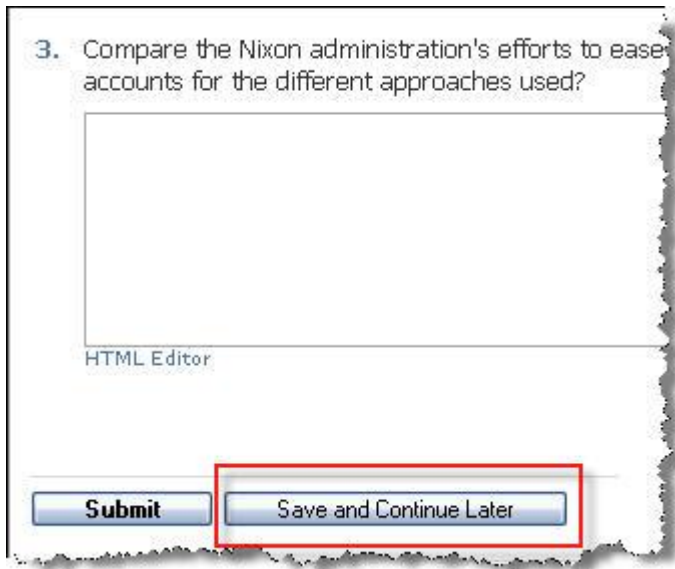 3. Compare the Nixon administration's efforts to ease
accounts for the different approaches used?
HTML Editor
Submit Save and Continue Later